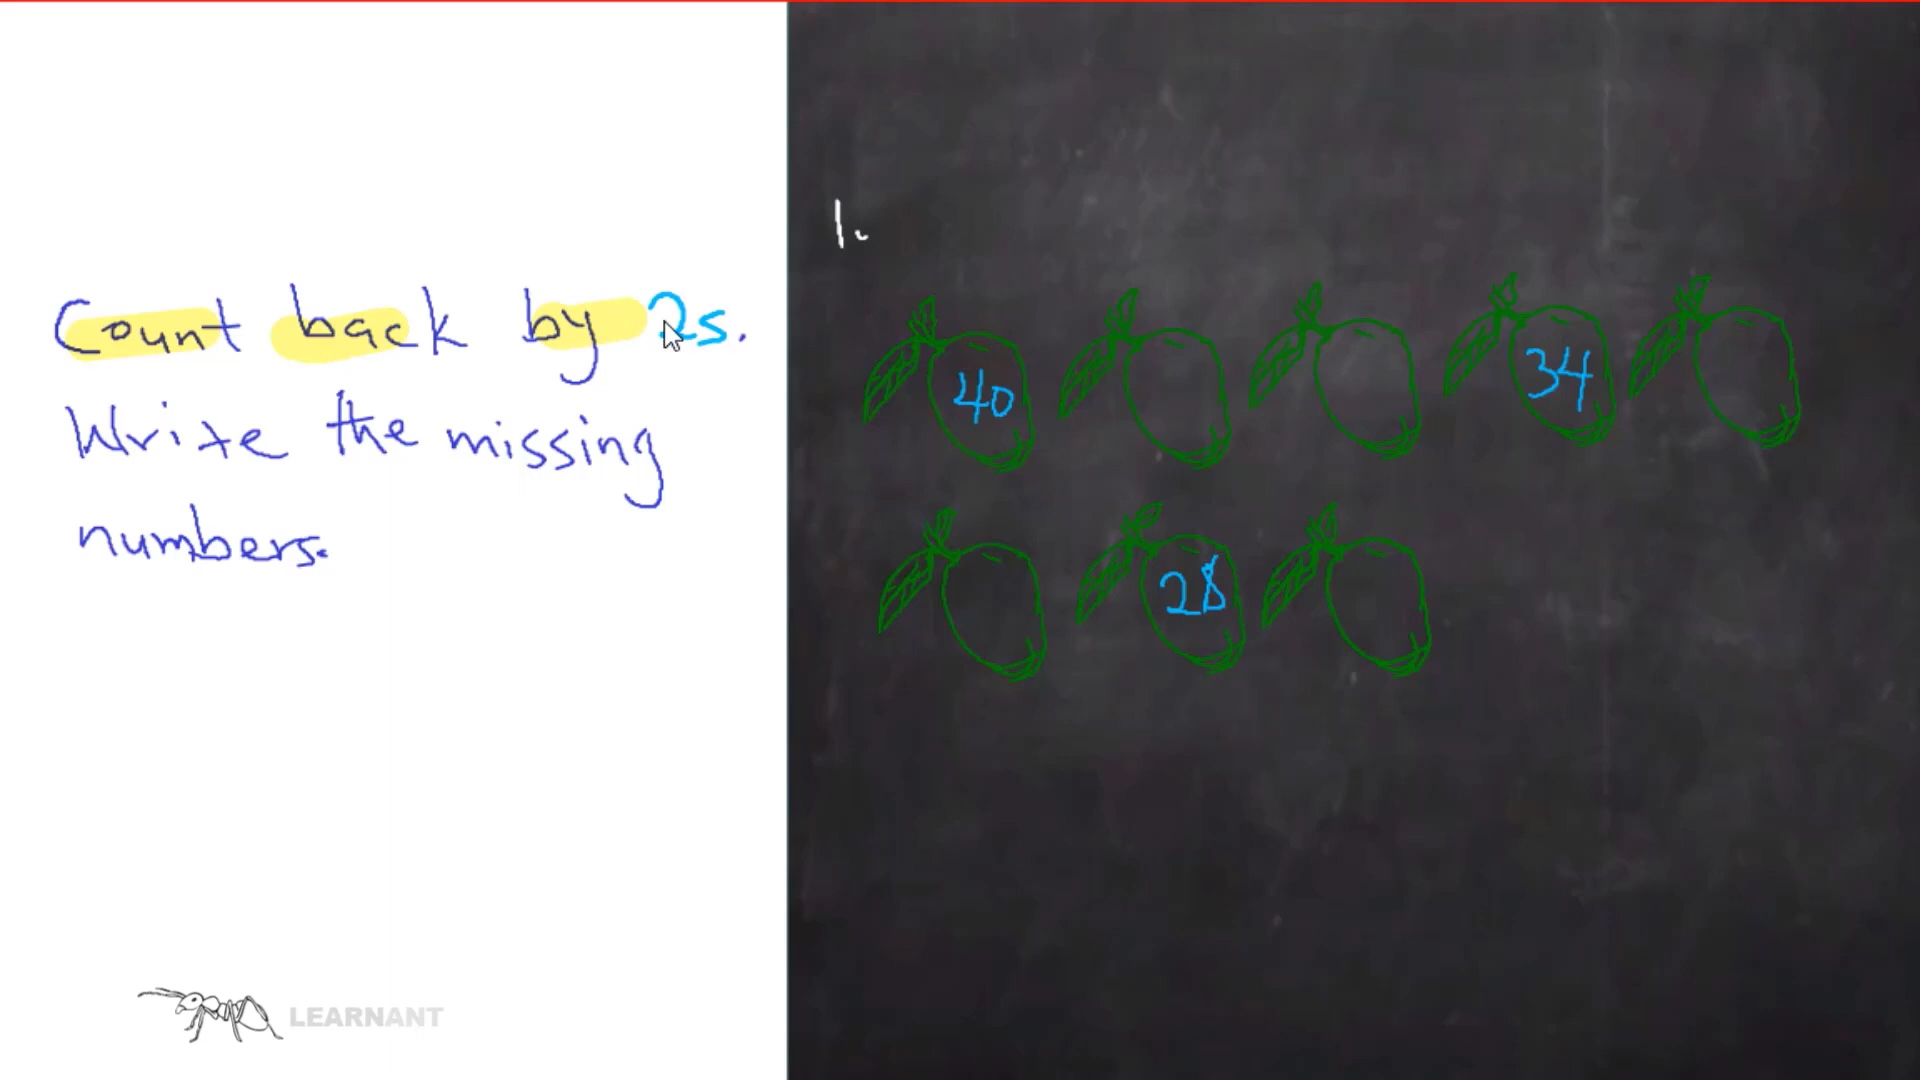 Count back by 2s.
Write the missing
numbers.
1.
40 34
28
LEARNANT